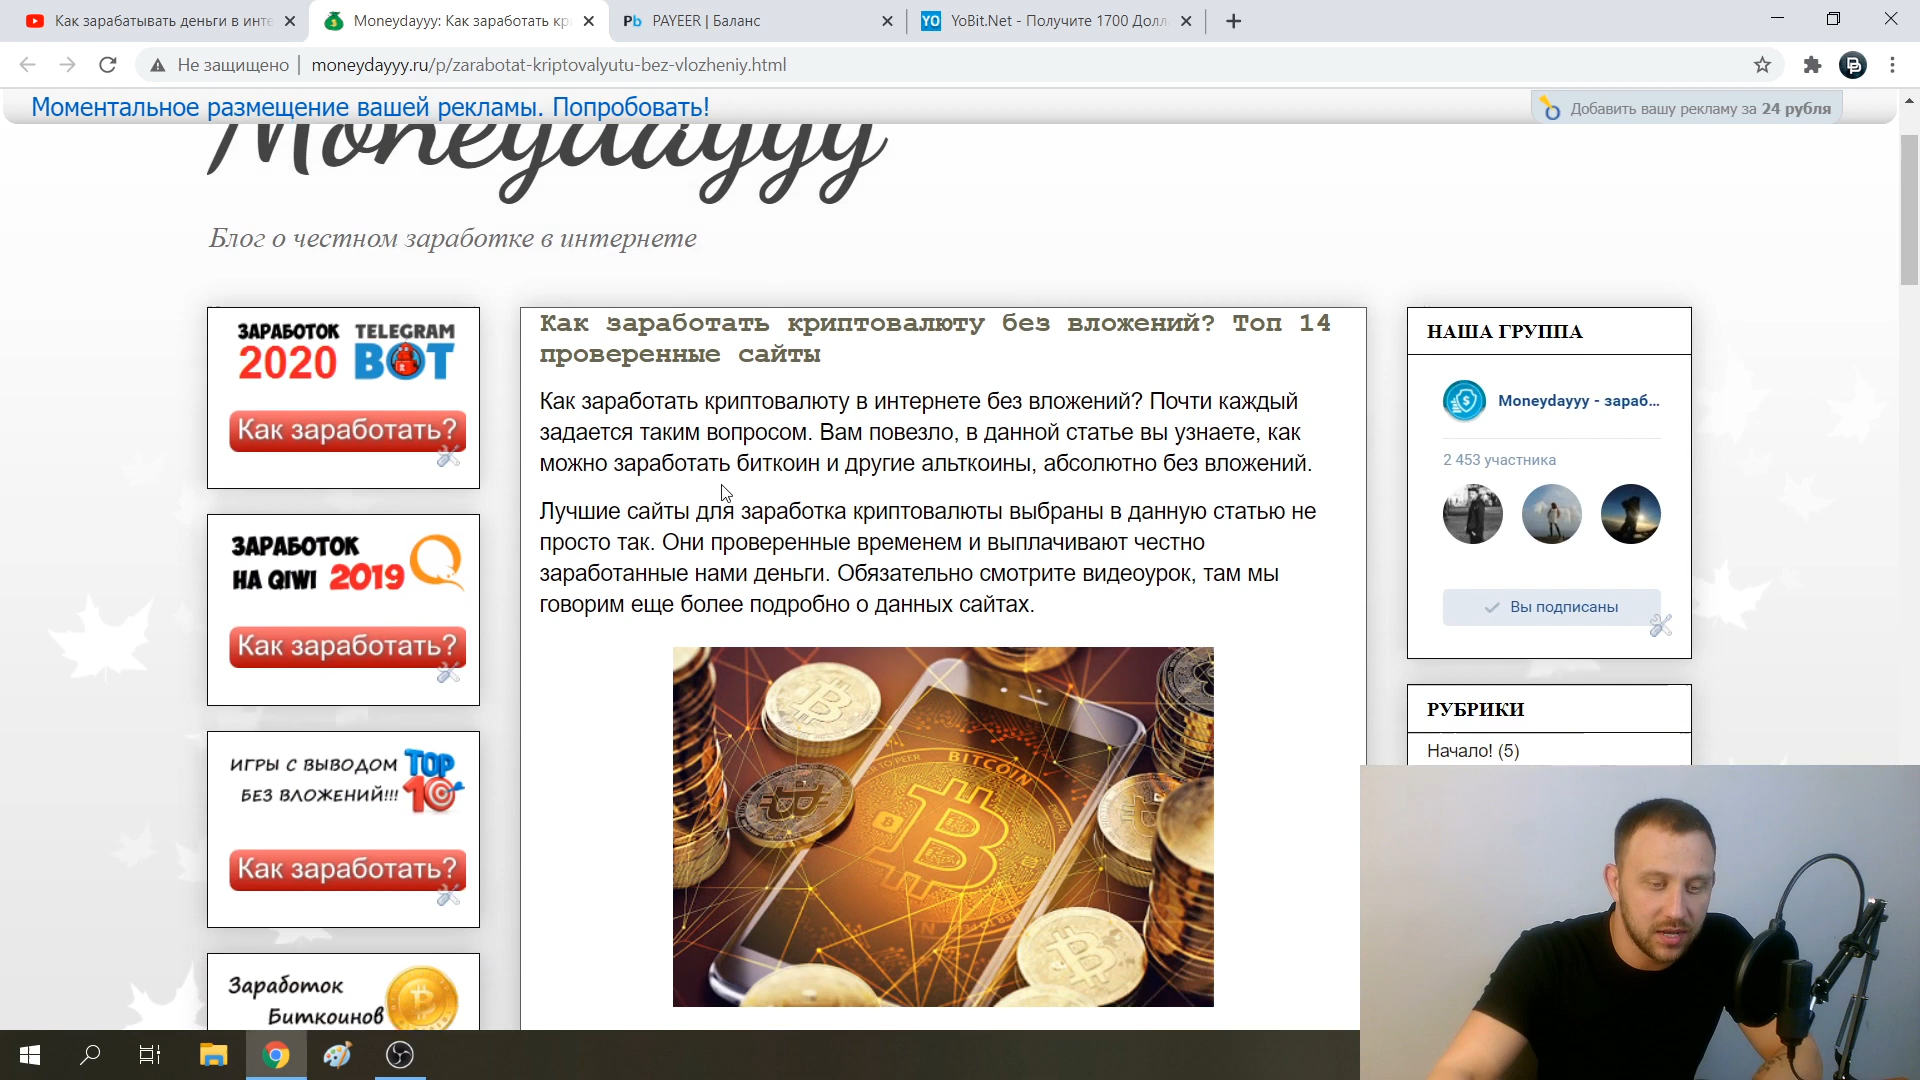 Как зарабатывать деньги в инте
Moneydayyy: Как заработать кр
Pb PAYEER | Баланс
YO YoBit.Net - Получите 1700 Долл
Не защищено | moneydayyy.ru/p/zarabotat-kriptovalyutu-bez-vlozheniy.html
Моментальное размещение вашей рекламы. Попробовать!
Добавить вашу рекламу за 24 рубля
Moneydayyy
Блог о честном заработке в интернете
ЗАРАБОТОК TELEGRAM
2020 BOT
Как заработать?
ЗАРАБОТОК
НА QIWI 2019
Как заработать?
ИГРЫ С ВЫВОДОМ TOP
БЕЗ ВЛОЖЕНИЙ!!! 10
Как заработать?
Заработок
Биткоинов
Как заработать криптовалюту без вложений? Топ 14
проверенные сайты
Как заработать криптовалюту в интернете без вложений? Почти каждый
задается таким вопросом. Вам повезло, в данной статье вы узнаете, как
можно заработать биткоин и другие альткоины, абсолютно без вложений.
Лучшие сайты для заработка криптовалюты выбраны в данную статью не
просто так. Они проверенные временем и выплачивают честно
заработанные нами деньги. Обязательно смотрите видеоурок, там мы
говорим еще более подробно о данных сайтах.
BITCOIN
DIGITAL
НАША ГРУППА
Moneydayyy - зараб...
2 453 участника
Вы подписаны
РУБРИКИ
Начало! (5)